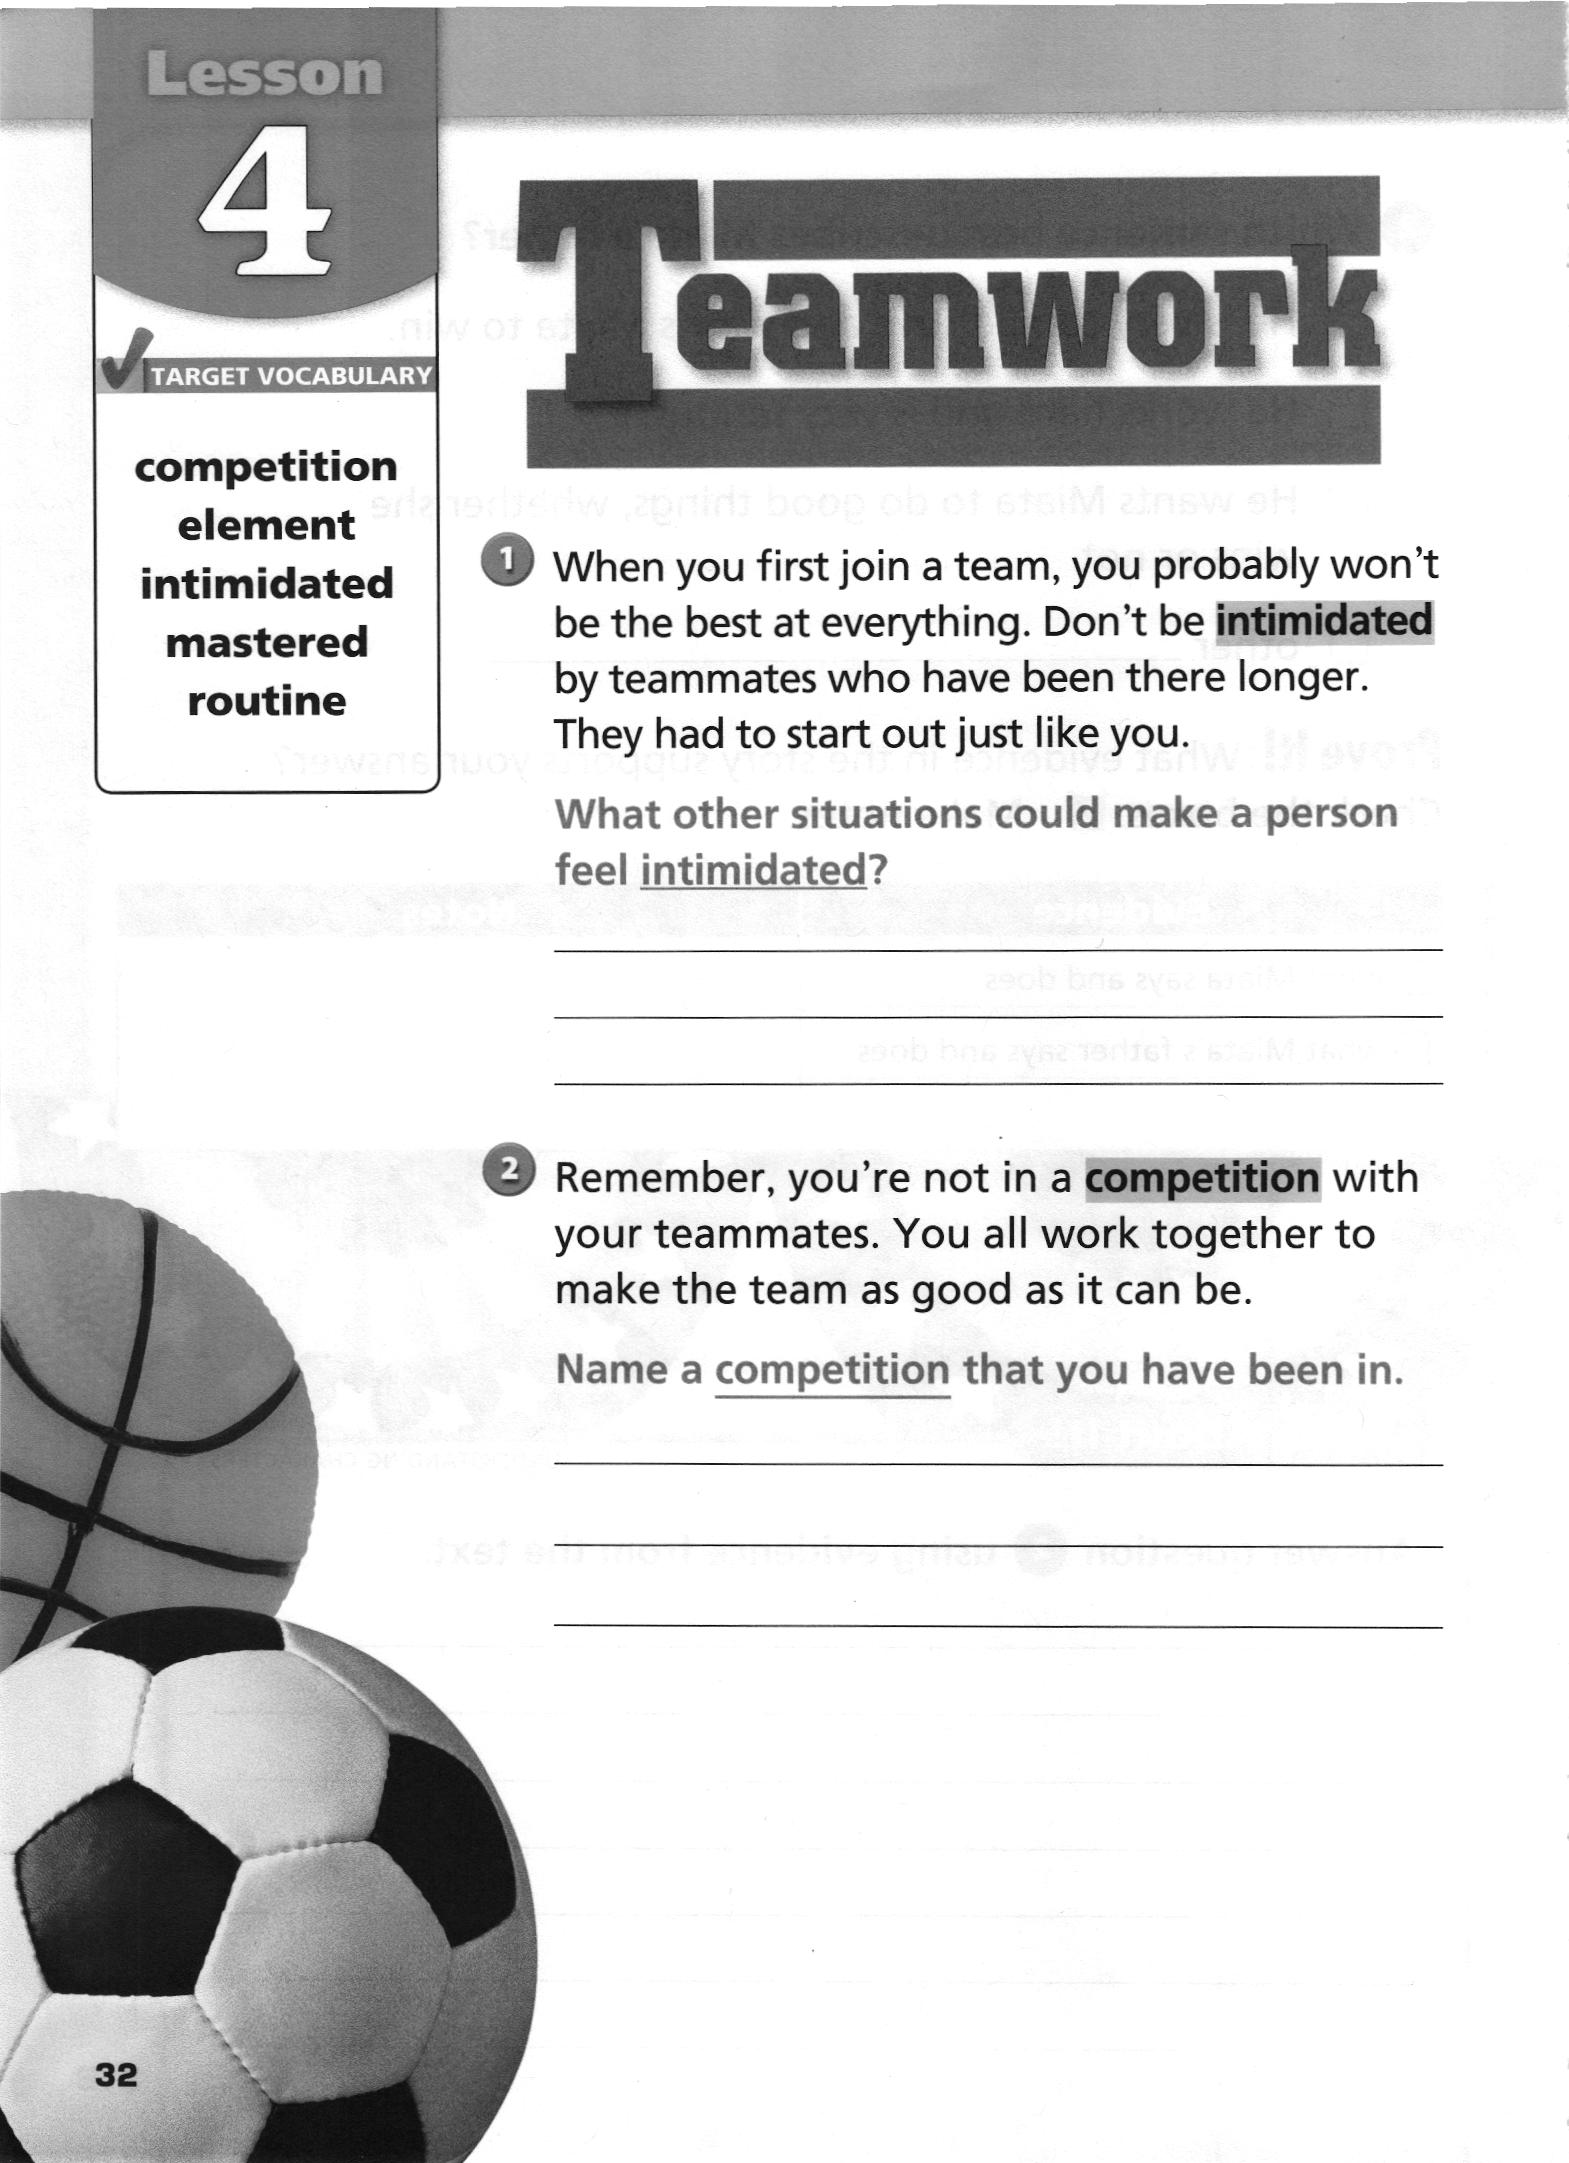 Lesson
4
TARGET VOCABULARY
competition
element
intimidated
mastered
routine
Teamwork
1 When you first join a team, you probably won't
be the best at everything. Don't be intimidated
by teammates who have been there longer.
They had to start out just like you.
What other situations could make a person
feel intimidated?
2 Remember, you're not in a competition with
your teammates. You all work together to
make the team as good as it can be.
Name a competition that you have been in.
32